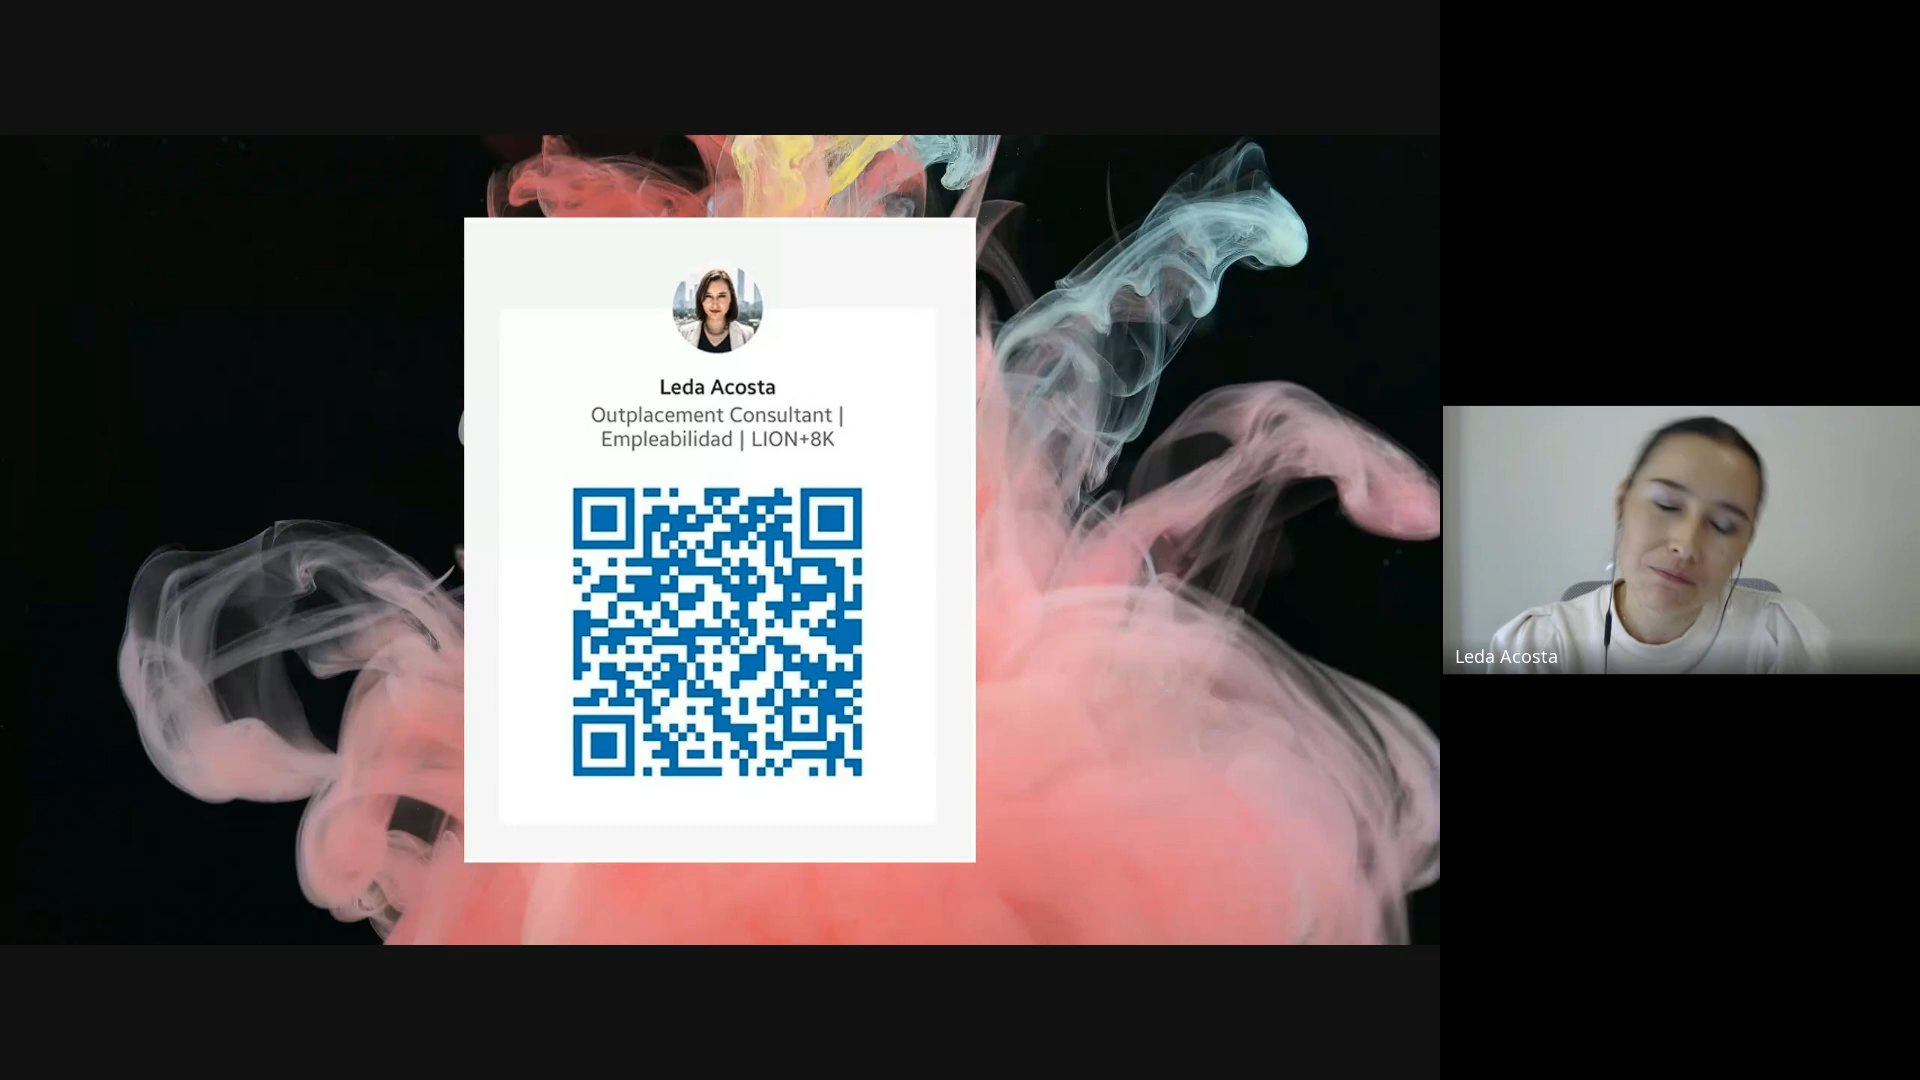 Leda Acosta
Outplacement Consultant |
Empleabilidad | LION+8K
Leda Acosta